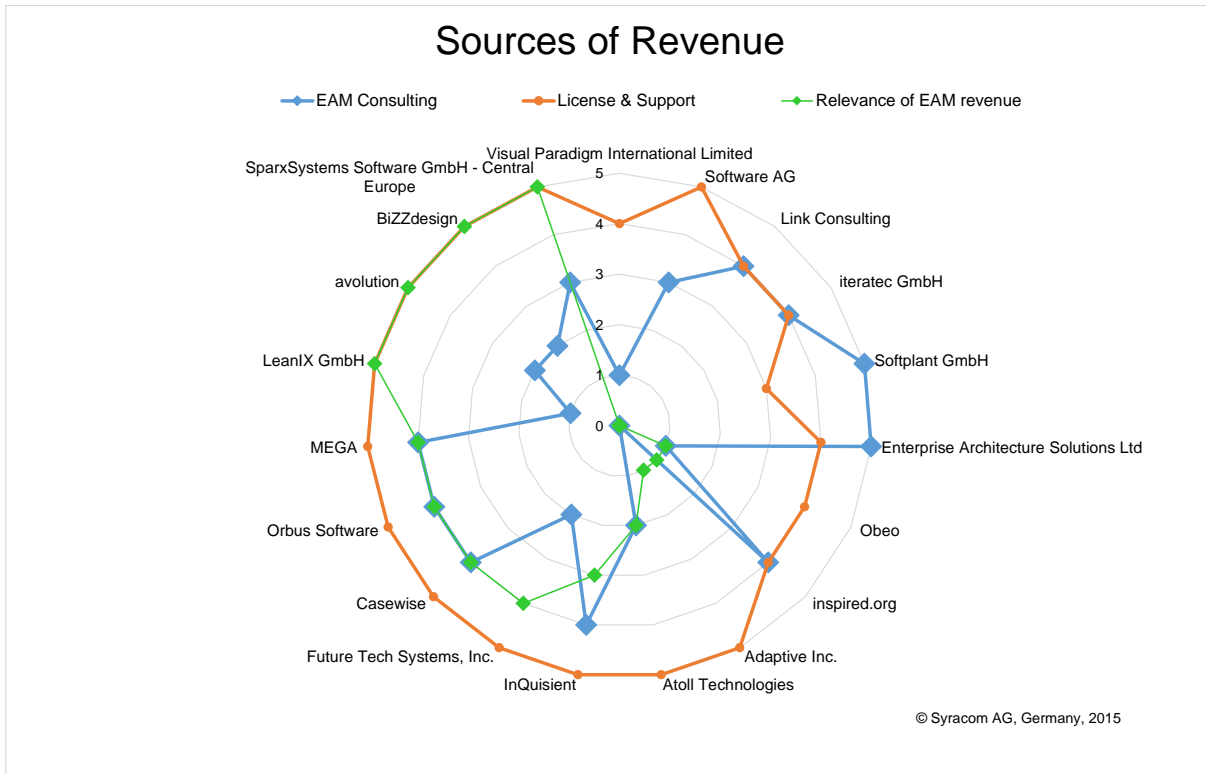 Sources of Revenue
EAM Consulting
License & Support
Relevance of EAM revenue
Visual Paradigm International Limited
SparxSystems Software GmbH - Central
Europe
Software AG
BiZZdesign
Link Consulting
avolution
iteratec GmbH
LeanIX GmbH
Softplant GmbH
MEGA
Enterprise Architecture Solutions Ltd
Orbus Software
Obeo
Casewise
inspired.org
Future Tech Systems, Inc.
Adaptive Inc.
InQuisient
Atoll Technologies
5
4
3
2
1
0
© Syracom AG, Germany, 2015